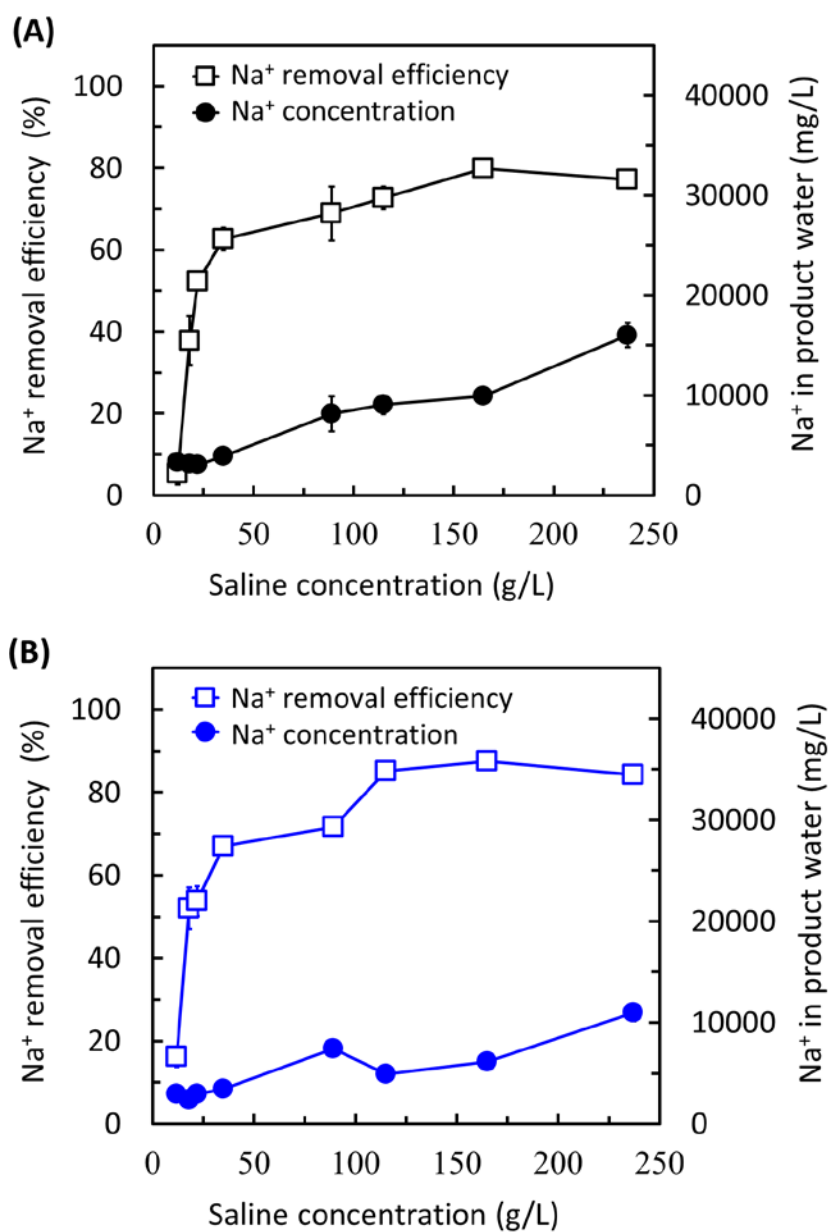 (A)
Na⁺ removal efficiency
Na⁺ concentration
Na⁺ removal efficiency (%)
100
80
60
40
20
0
40000
30000
20000
10000
0
Na⁺ in product water (mg/L)
0 50 100 150 200 250
Saline concentration (g/L)
(B)
Na⁺ removal efficiency
Na⁺ concentration
Na⁺ removal efficiency (%)
100
80
60
40
20
0
40000
30000
20000
10000
0
Na⁺ in product water (mg/L)
0 50 100 150 200 250
Saline concentration (g/L)